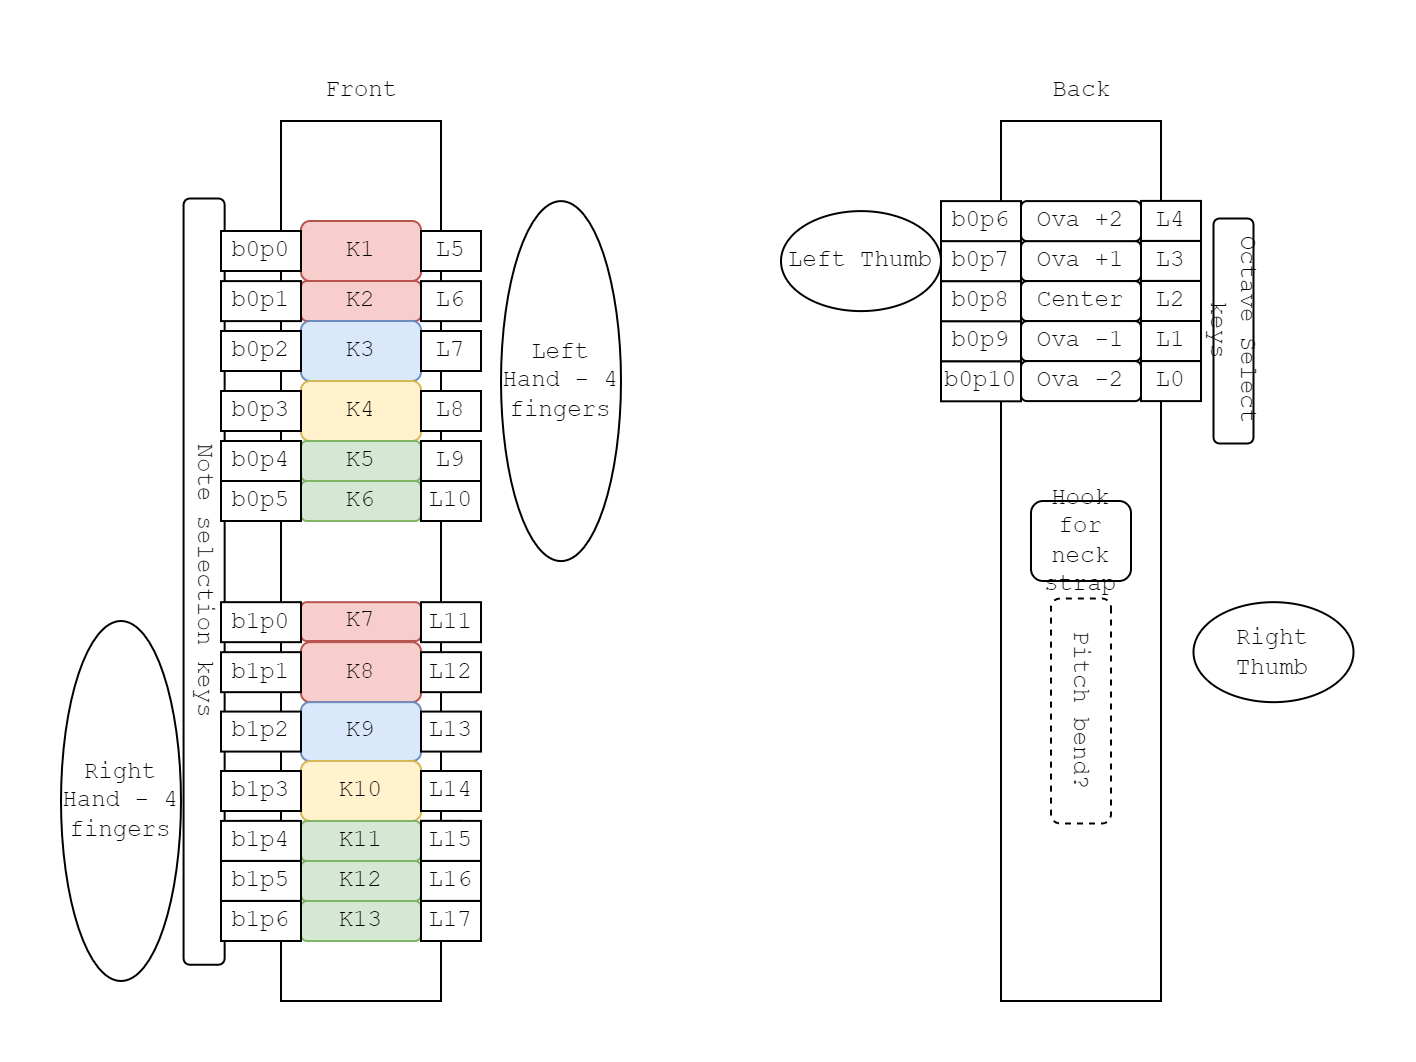 Front
Back
b0p0 K1 L5
b0p1 K2 L6
b0p2 K3 L7
b0p3 K4 L8
b0p4 K5 L9
b0p5 K6 L10
Left
Hand - 4
fingers
Note selection keys
b1p0 K7 L11
b1p1 K8 L12
b1p2 K9 L13
b1p3 K10 L14
b1p4 K11 L15
b1p5 K12 L16
b1p6 K13 L17
Right
Hand - 4
fingers
Left Thumb
b0p6 Ova +2 L4
b0p7 Ova +1 L3
b0p8 Center L2
b0p9 Ova -1 L1
b0p10 Ova -2 L0
Octave Select
keys
Hook
for
neck
strap
Pitch bend?
Right
Thumb